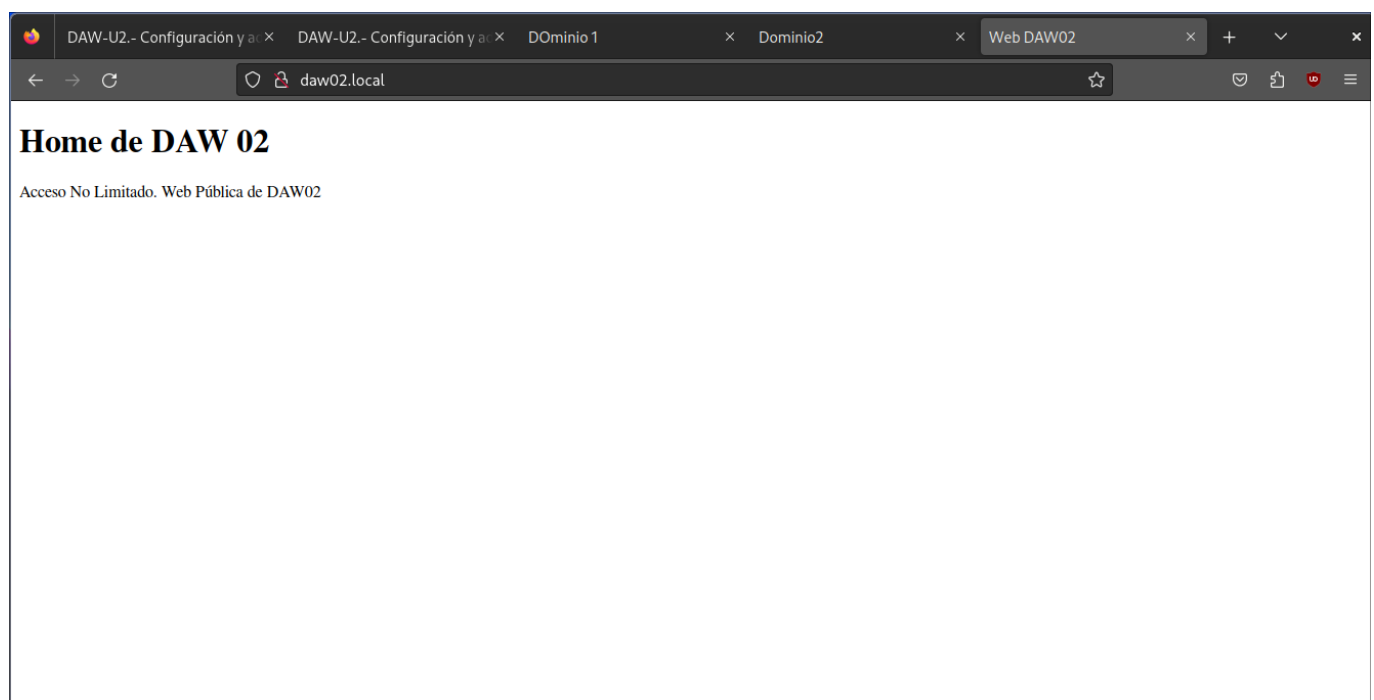 DAW-U2.- Configuración y ac DAW-U2.- Configuración y ac DOminio 1 Dominio2 Web DAW02
daw02.local
Home de DAW 02
Acceso No Limitado. Web Pública de DAW02